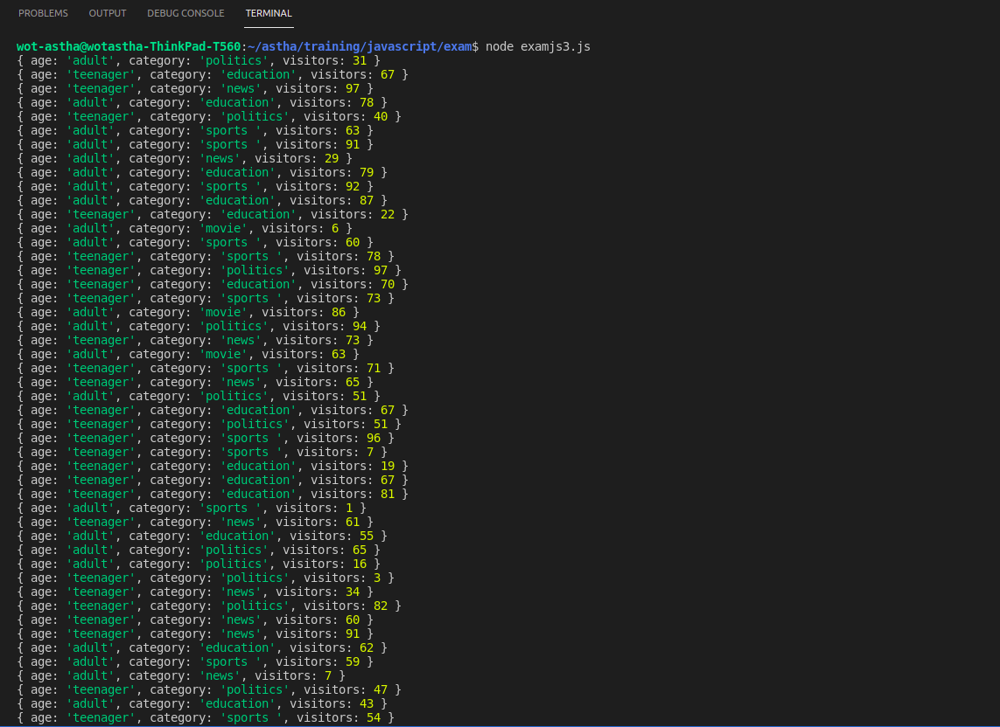 PROBLEMS OUTPUT DEBUG CONSOLE TERMINAL
wot-astha@wotastha-ThinkPad-T560:~/astha/training/javascript/exam$ node examjs3.js
{ age: 'adult', category: 'politics', visitors: 31 }
{ age: 'teenager', category: 'education', visitors: 67 }
{ age: 'teenager', category: 'news', visitors: 97 }
{ age: 'adult', category: 'education', visitors: 78 }
{ age: 'teenager', category: 'politics', visitors: 40 }
{ age: 'adult', category: 'sports ', visitors: 63 }
{ age: 'adult', category: 'sports ', visitors: 91 }
{ age: 'adult', category: 'news', visitors: 29 }
{ age: 'adult', category: 'education', visitors: 79 }
{ age: 'adult', category: 'sports ', visitors: 92 }
{ age: 'adult', category: 'education', visitors: 87 }
{ age: 'teenager', category: 'education', visitors: 22 }
{ age: 'adult', category: 'movie', visitors: 6 }
{ age: 'adult', category: 'sports ', visitors: 60 }
{ age: 'teenager', category: 'sports ', visitors: 78 }
{ age: 'teenager', category: 'politics', visitors: 97 }
{ age: 'teenager', category: 'education', visitors: 70 }
{ age: 'teenager', category: 'sports ', visitors: 73 }
{ age: 'adult', category: 'movie', visitors: 86 }
{ age: 'adult', category: 'politics', visitors: 94 }
{ age: 'teenager', category: 'news', visitors: 73 }
{ age: 'adult', category: 'movie', visitors: 63 }
{ age: 'teenager', category: 'sports ', visitors: 71 }
{ age: 'teenager', category: 'news', visitors: 65 }
{ age: 'adult', category: 'politics', visitors: 51 }
{ age: 'teenager', category: 'education', visitors: 67 }
{ age: 'teenager', category: 'politics', visitors: 51 }
{ age: 'teenager', category: 'sports ', visitors: 96 }
{ age: 'teenager', category: 'sports ', visitors: 7 }
{ age: 'teenager', category: 'education', visitors: 19 }
{ age: 'teenager', category: 'education', visitors: 67 }
{ age: 'teenager', category: 'education', visitors: 81 }
{ age: 'adult', category: 'sports ', visitors: 1 }
{ age: 'teenager', category: 'news', visitors: 61 }
{ age: 'adult', category: 'education', visitors: 55 }
{ age: 'adult', category: 'politics', visitors: 65 }
{ age: 'adult', category: 'politics', visitors: 16 }
{ age: 'teenager', category: 'politics', visitors: 3 }
{ age: 'teenager', category: 'news', visitors: 34 }
{ age: 'teenager', category: 'politics', visitors: 82 }
{ age: 'teenager', category: 'news', visitors: 60 }
{ age: 'teenager', category: 'news', visitors: 91 }
{ age: 'adult', category: 'education', visitors: 62 }
{ age: 'adult', category: 'sports ', visitors: 59 }
{ age: 'adult', category: 'news', visitors: 7 }
{ age: 'teenager', category: 'politics', visitors: 47 }
{ age: 'adult', category: 'education', visitors: 43 }
{ age: 'teenager', category: 'sports ', visitors: 54 }